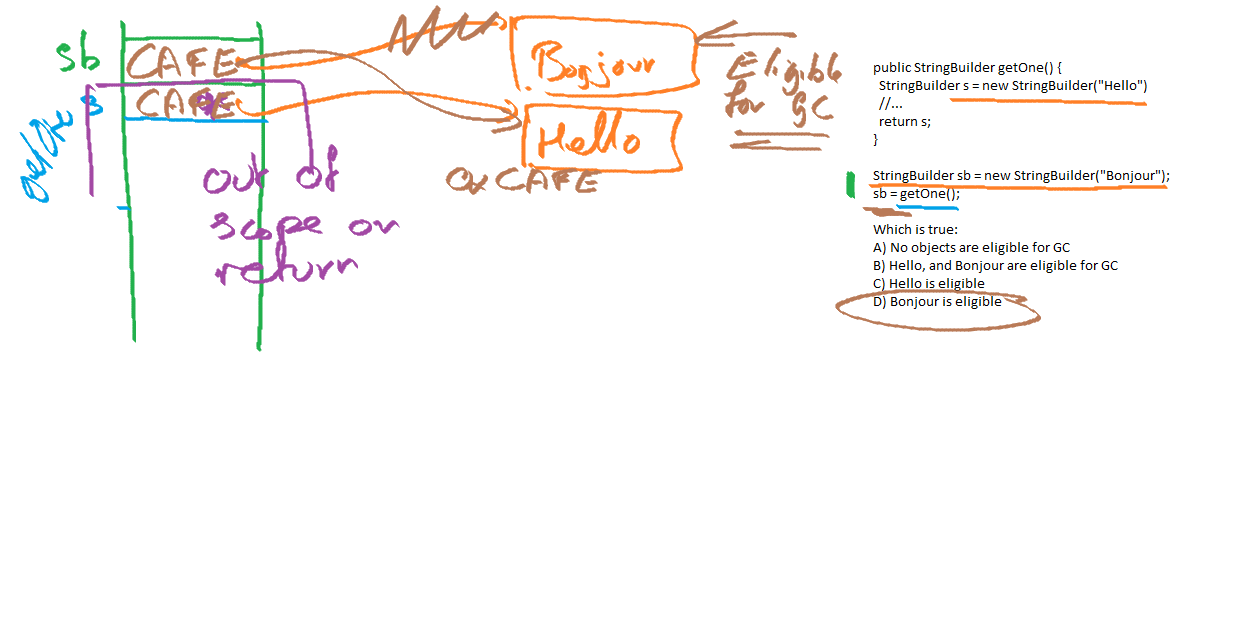 sb
CAFE
CAFE
s
getOne
out of
scope on
return
Bonjour
Hello
0xCAFE
Eligible
for GC
public StringBuilder getOne() {
StringBuilder s = new StringBuilder("Hello")
//...
return s;
}
StringBuilder sb = new StringBuilder("Bonjour");
sb = getOne();
Which is true:
A) No objects are eligible for GC
B) Hello, and Bonjour are eligible for GC
C) Hello is eligible
D) Bonjour is eligible